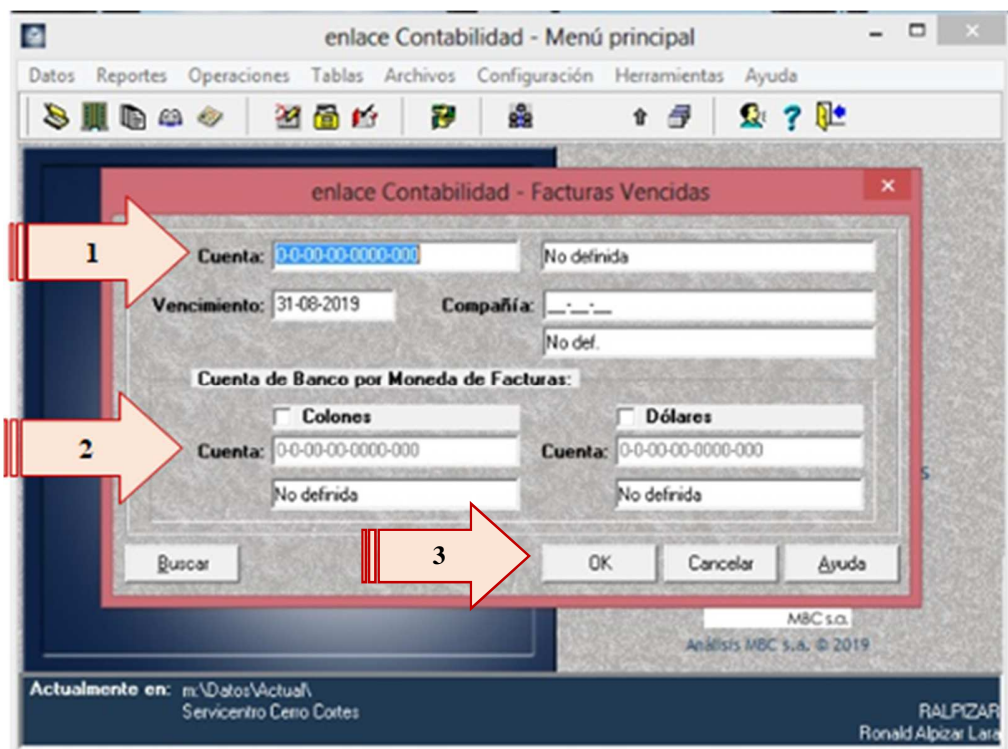 enlace Contabilidad - Menú principal
Datos Reportes Operaciones Tablas Archivos Configuración Herramientas Ayuda
enlace Contabilidad - Facturas Vencidas
1
Cuenta: 0-0-00-00-0000-000 No definida
Vencimiento: 31-08-2019 Compañía: __-__-__
No def.
Cuenta de Banco por Moneda de Facturas:
Colones Dólares
2
Cuenta: 0-0-00-00-0000-000 Cuenta: 0-0-00-00-0000-000
No definida No definida
3
Buscar OK Cancelar Ayuda
MBC s.a.
Análisis MBC s.a. © 2019
Actualmente en: m:\Datos\Actual\
Servicentro Cerro Cortes
RALPIZAR
Ronald Alpizar Lara